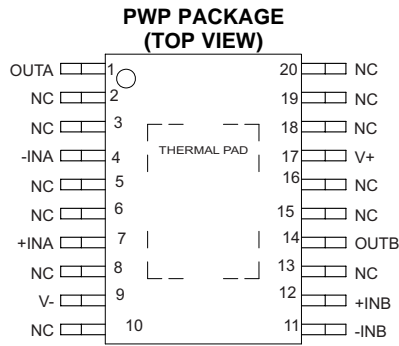 PWP PACKAGE
(TOP VIEW)
OUTA 1 20 NC
NC 2 19 NC
NC 3 18 NC
-INA 4 THERMAL PAD 17 V+
NC 5 16 NC
NC 6 15 NC
+INA 7 14 OUTB
NC 8 13 NC
V- 9 12 +INB
NC 10 11 -INB